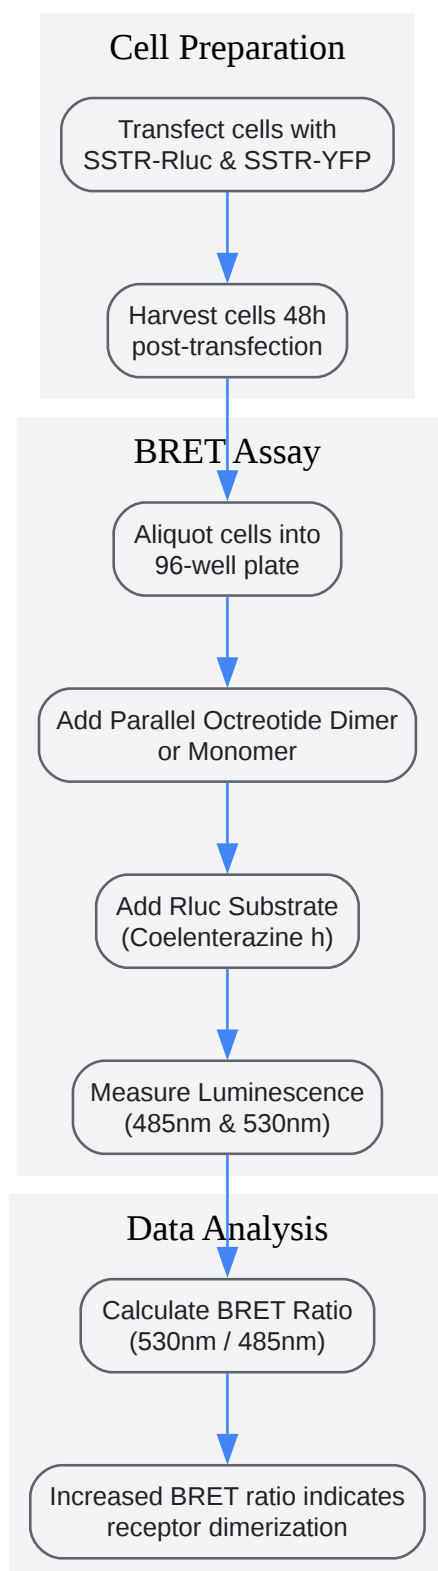 Cell Preparation
Transfect cells with
SSTR-Rluc & SSTR-YFP
Harvest cells 48h
post-transfection
BRET Assay
Aliquot cells into
96-well plate
Add Parallel Octreotide Dimer
or Monomer
Add Rluc Substrate
(Coelenterazine h)
Measure Luminescence
(485nm & 530nm)
Data Analysis
Calculate BRET Ratio
(530nm / 485nm)
Increased BRET ratio indicates
receptor dimerization